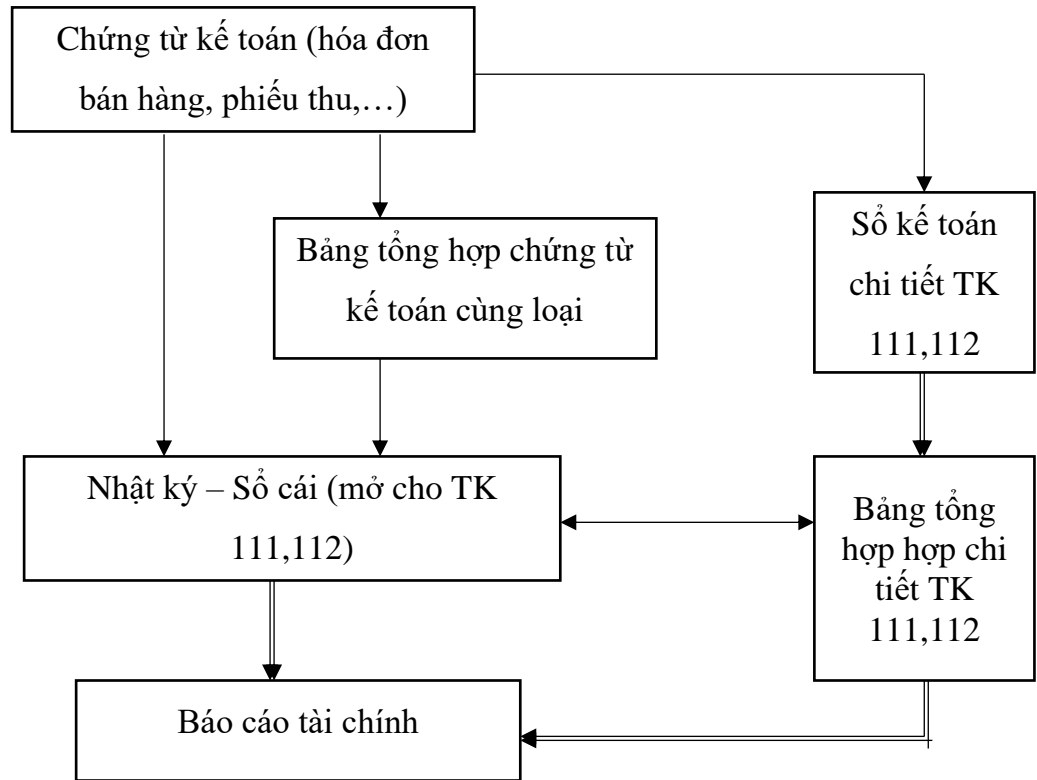 Chứng từ kế toán (hóa đơn
bán hàng, phiếu thu,…)
Bảng tổng hợp chứng từ
kế toán cùng loại
Sổ kế toán
chi tiết TK
111,112
Nhật ký – Sổ cái (mở cho TK
111,112)
Bảng tổng
hợp hợp chi
tiết TK
111,112
Báo cáo tài chính